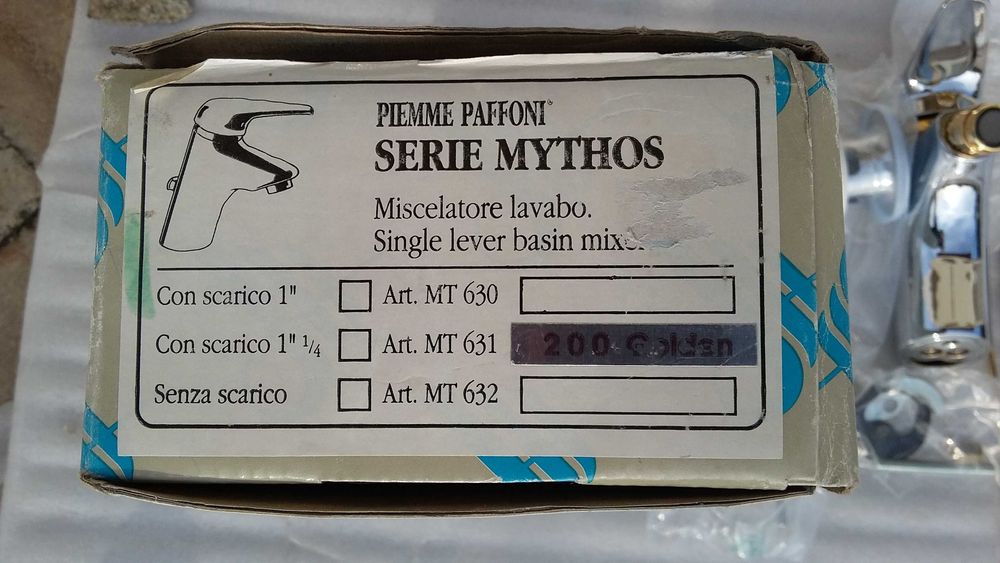 PIEMME PAFFONI®
SERIE MYTHOS
Miscelatore lavabo.
Single lever basin mixer
Con scarico 1" Art. MT 630
Con scarico 1" 1/4 Art. MT 631 200 Golden
Senza scarico Art. MT 632